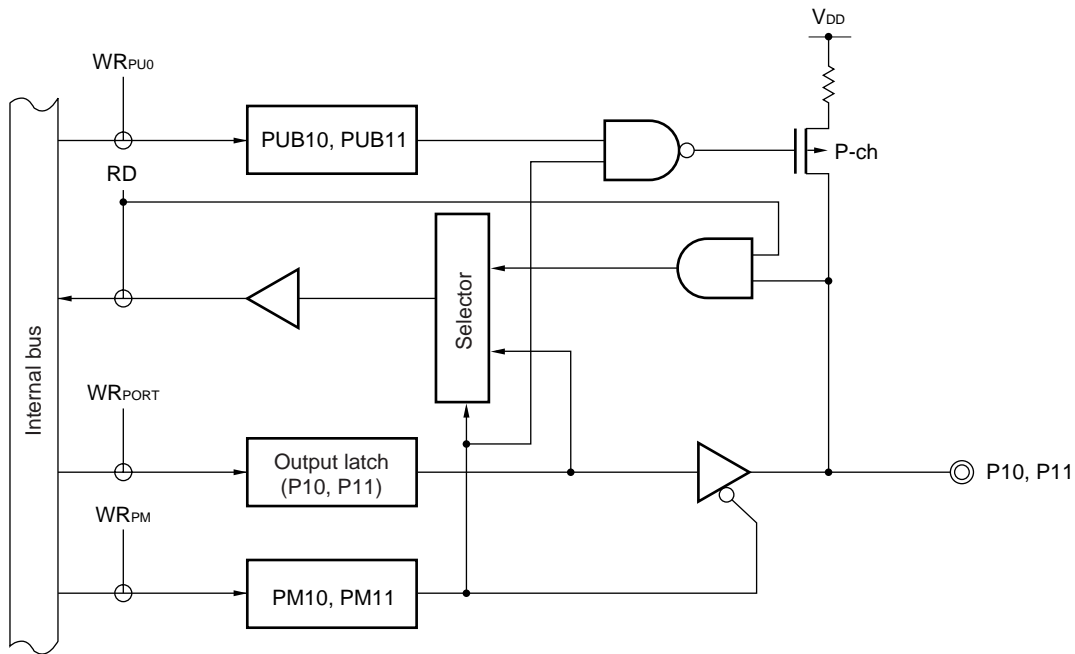 VDD
WRPU0
PUB10, PUB11
P-ch
RD
Selector
Internal bus
WRPORT
Output latch
(P10, P11)
P10, P11
WRPM
PM10, PM11